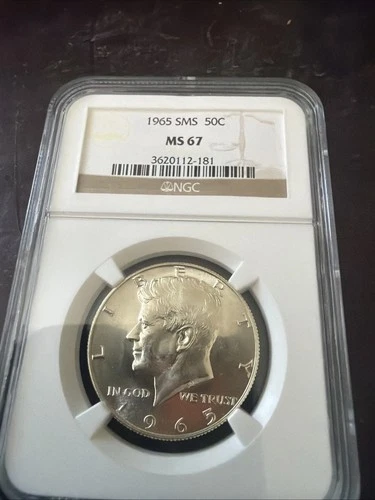 1965 SMS 50C
MS 67
3620112-181
NGC
LIBERTY
IN GOD WE TRUST
1965